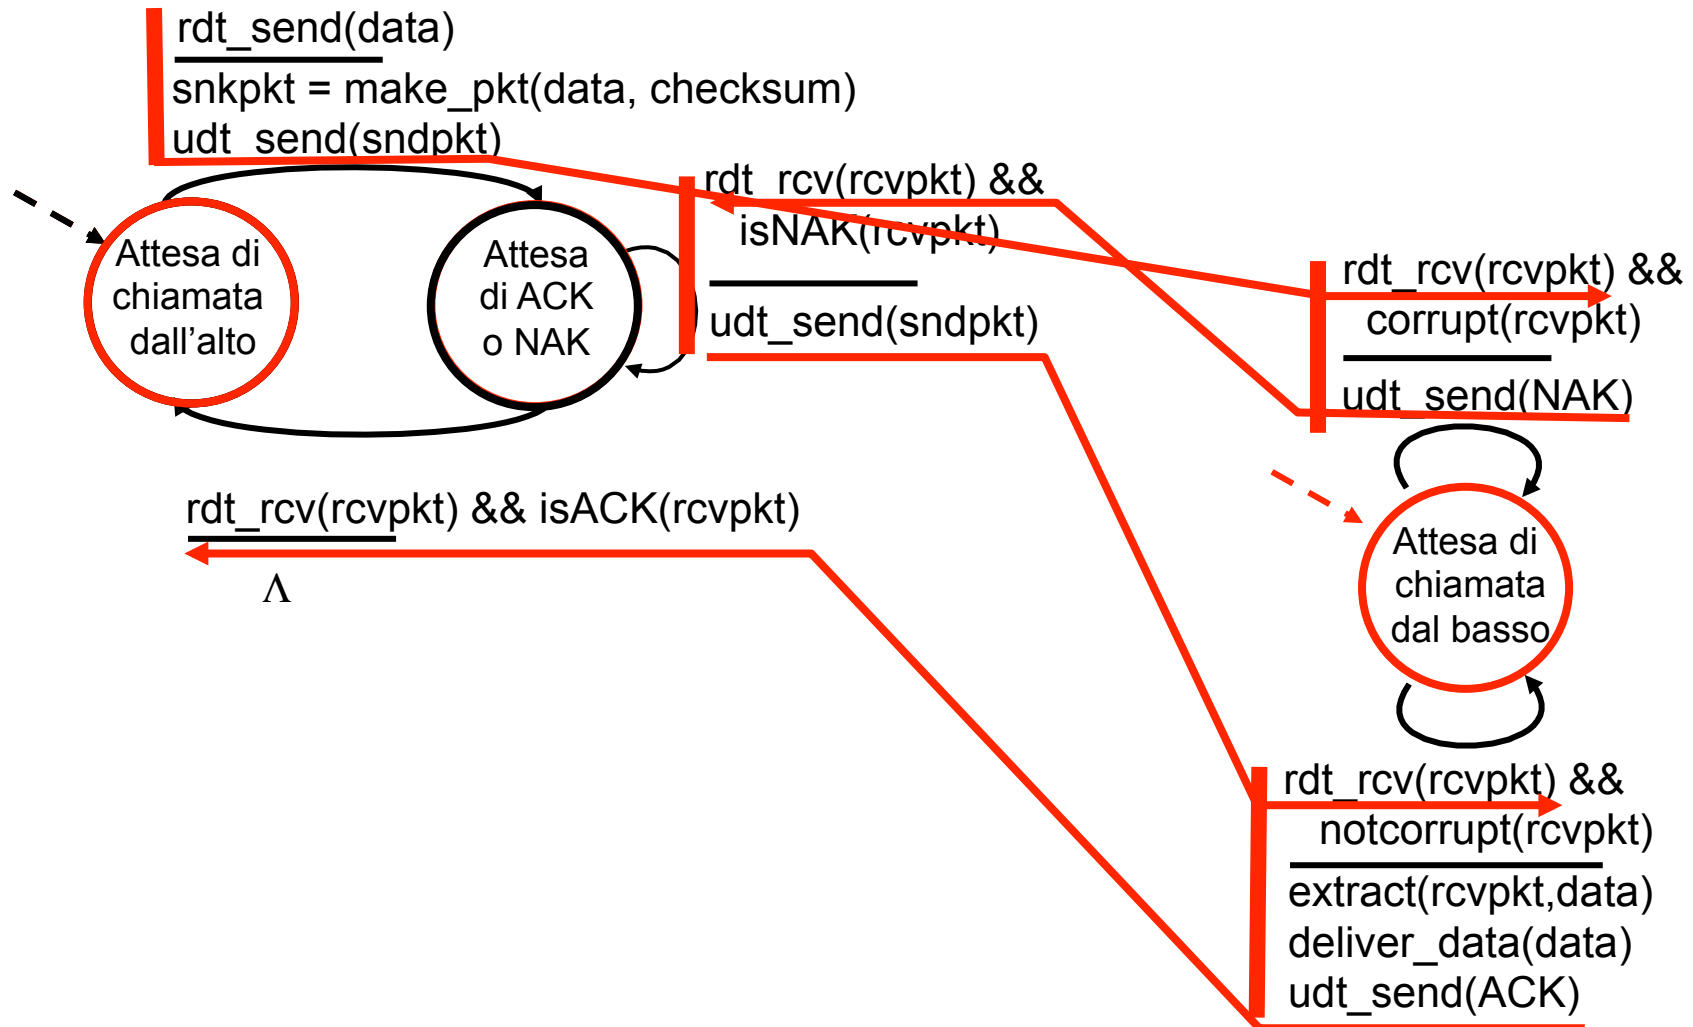 rdt_send(data)
snkpkt = make_pkt(data, checksum)
udt_send(sndpkt)
rdt_rcv(rcvpkt) &&
isNAK(rcvpkt)
udt_send(sndpkt)
Attesa di
chiamata
dall'alto
Attesa
di ACK
o NAK
rdt_rcv(rcvpkt) && isACK(rcvpkt)
Λ
rdt_rcv(rcvpkt) &&
corrupt(rcvpkt)
udt_send(NAK)
Attesa di
chiamata
dal basso
rdt_rcv(rcvpkt) &&
notcorrupt(rcvpkt)
extract(rcvpkt,data)
deliver_data(data)
udt_send(ACK)